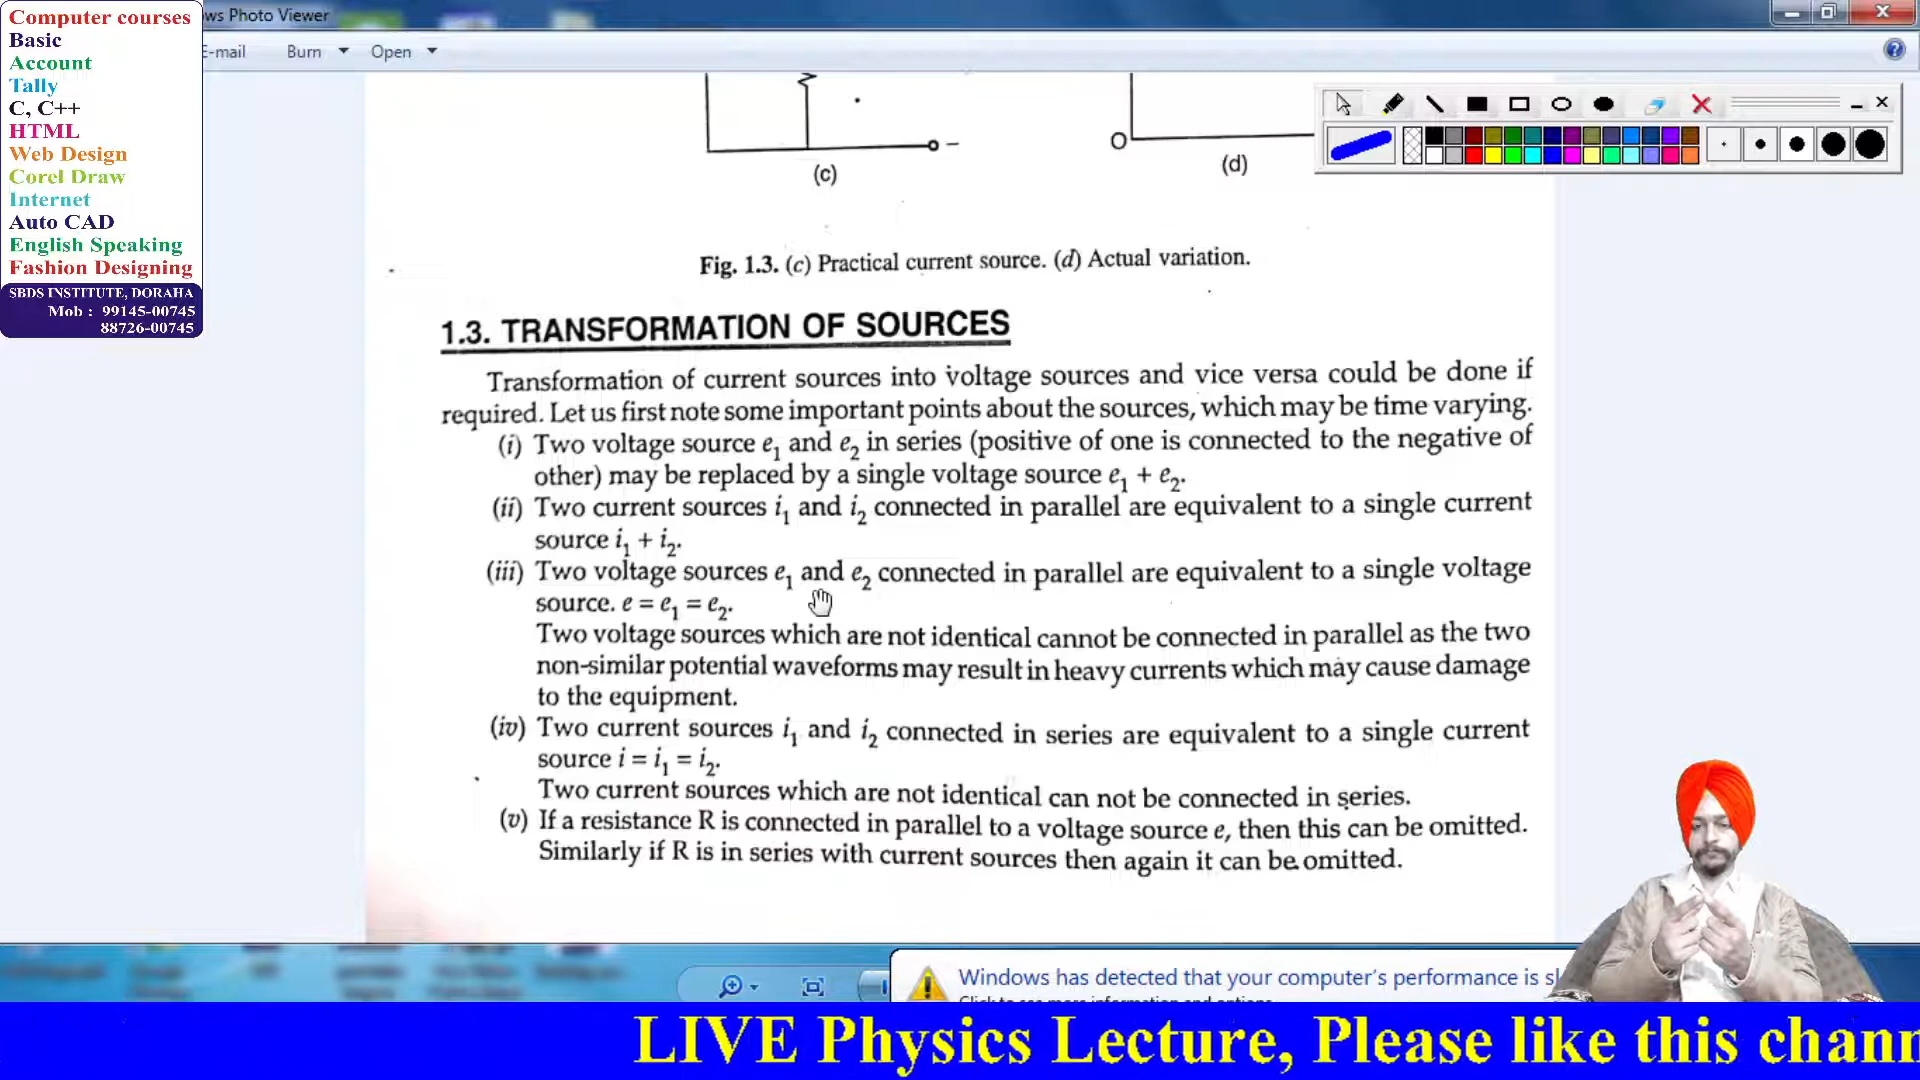 Computer courses
Basic
Account
Tally
C, C++
HTML
Web Design
Corel Draw
Internet
Auto CAD
English Speaking
Fashion Designing
SBDS INSTITUTE, DORAHA
Mob : 99145-00745
88726-00745
ws Photo Viewer
E-mail Burn Open
(c)
O
(d)
Fig. 1.3. (c) Practical current source. (d) Actual variation.
1.3. TRANSFORMATION OF SOURCES
Transformation of current sources into voltage sources and vice versa could be done if
required. Let us first note some important points about the sources, which may be time varying.
(i) Two voltage source e₁ and e₂ in series (positive of one is connected to the negative of
other) may be replaced by a single voltage source e₁ + e₂.
(ii) Two current sources i₁ and i₂ connected in parallel are equivalent to a single current
source i₁ + i₂.
(iii) Two voltage sources e₁ and e₂ connected in parallel are equivalent to a single voltage
source. e = e₁ = e₂.
Two voltage sources which are not identical cannot be connected in parallel as the two
non-similar potential waveforms may result in heavy currents which may cause damage
to the equipment.
(iv) Two current sources i₁ and i₂ connected in series are equivalent to a single current
source i = i₁ = i₂.
Two current sources which are not identical can not be connected in series.
(v) If a resistance R is connected in parallel to a voltage source e, then this can be omitted.
Similarly if R is in series with current sources then again it can be omitted.
Windows has detected that your computer's performance is sl
LIVE Physics Lecture, Please like this chann